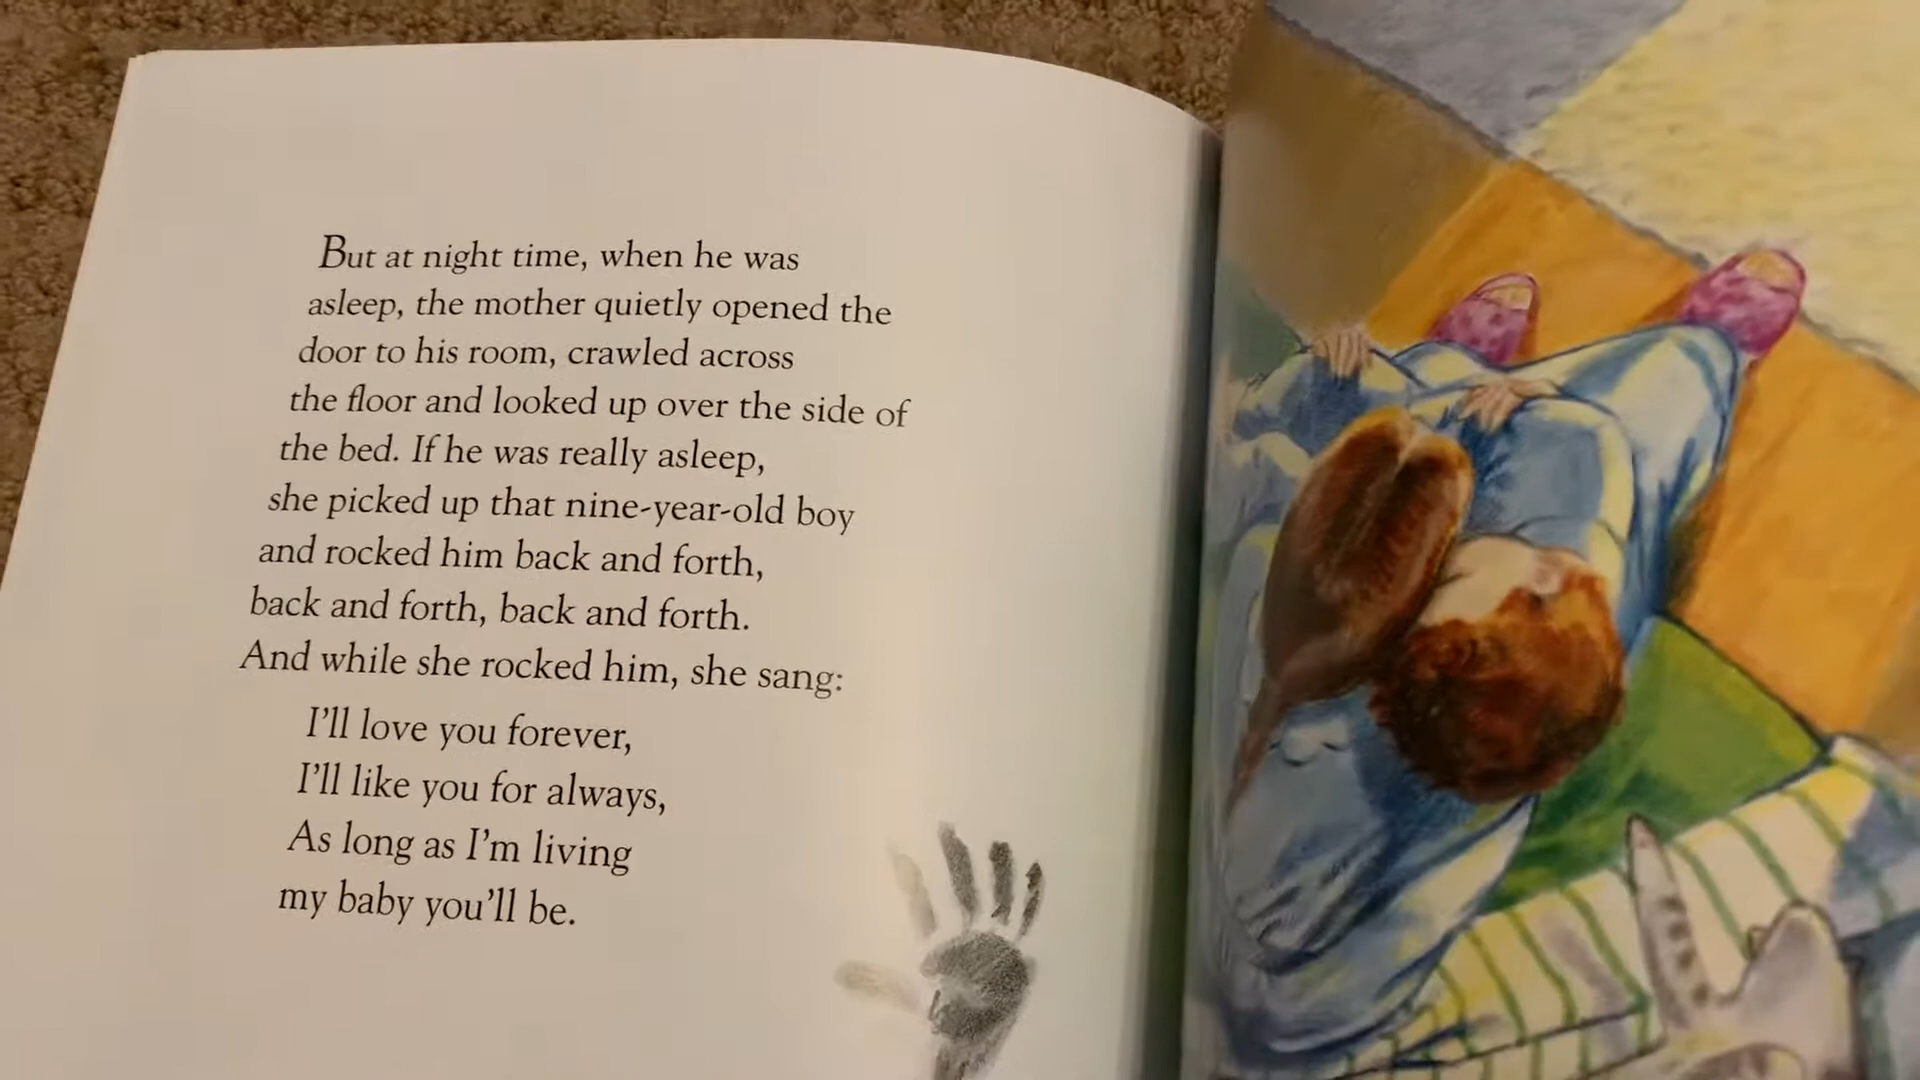 But at night time, when he was
asleep, the mother quietly opened the
door to his room, crawled across
the floor and looked up over the side of
the bed. If he was really asleep,
she picked up that nine-year-old boy
and rocked him back and forth,
back and forth, back and forth.
And while she rocked him, she sang:
I'll love you forever,
I'll like you for always,
As long as I'm living
my baby you'll be.